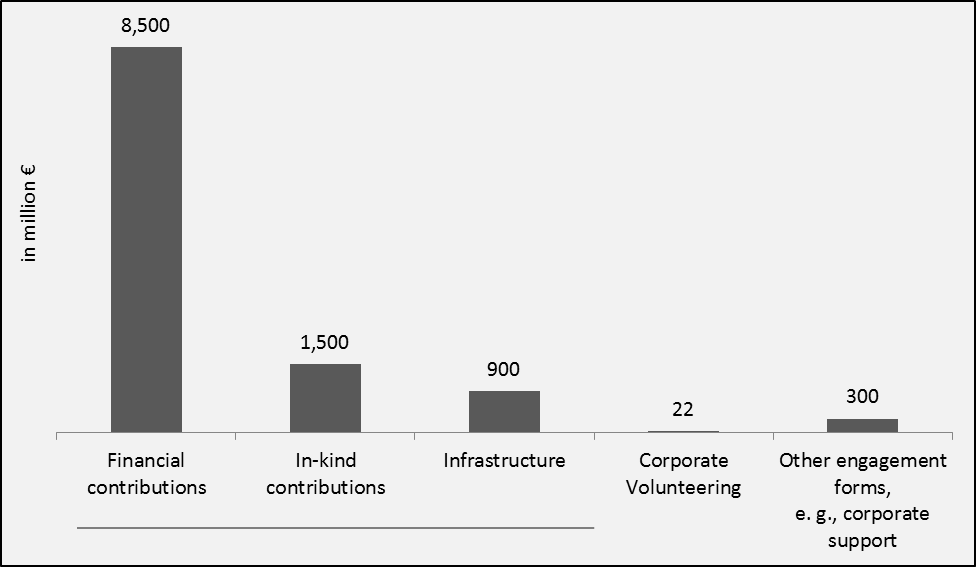 8,500
in million €
1,500
900
22
300
Financial
contributions
In-kind
contributions
Infrastructure
Corporate
Volunteering
Other engagement
forms,
e. g., corporate
support